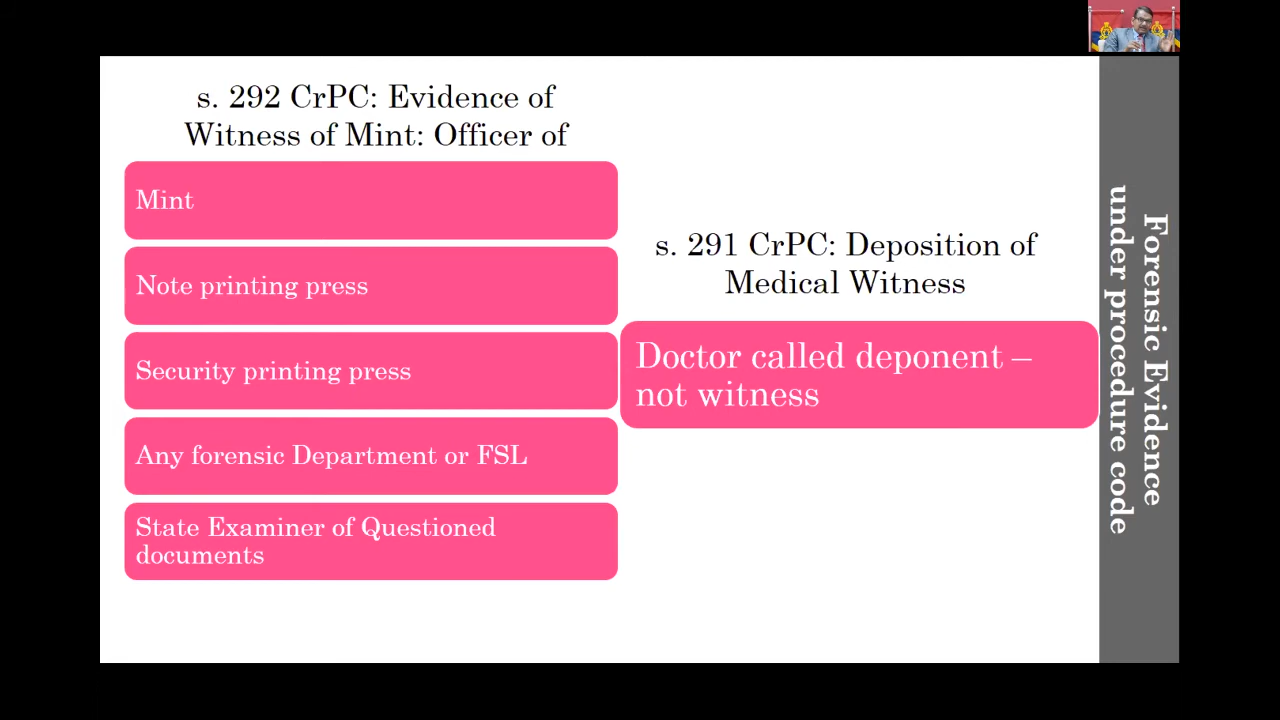 s. 292 CrPC: Evidence of
Witness of Mint: Officer of
Mint
Note printing press
Security printing press
Any forensic Department or FSL
State Examiner of Questioned
documents
s. 291 CrPC: Deposition of
Medical Witness
Doctor called deponent –
not witness
Forensic Evidence
under procedure code